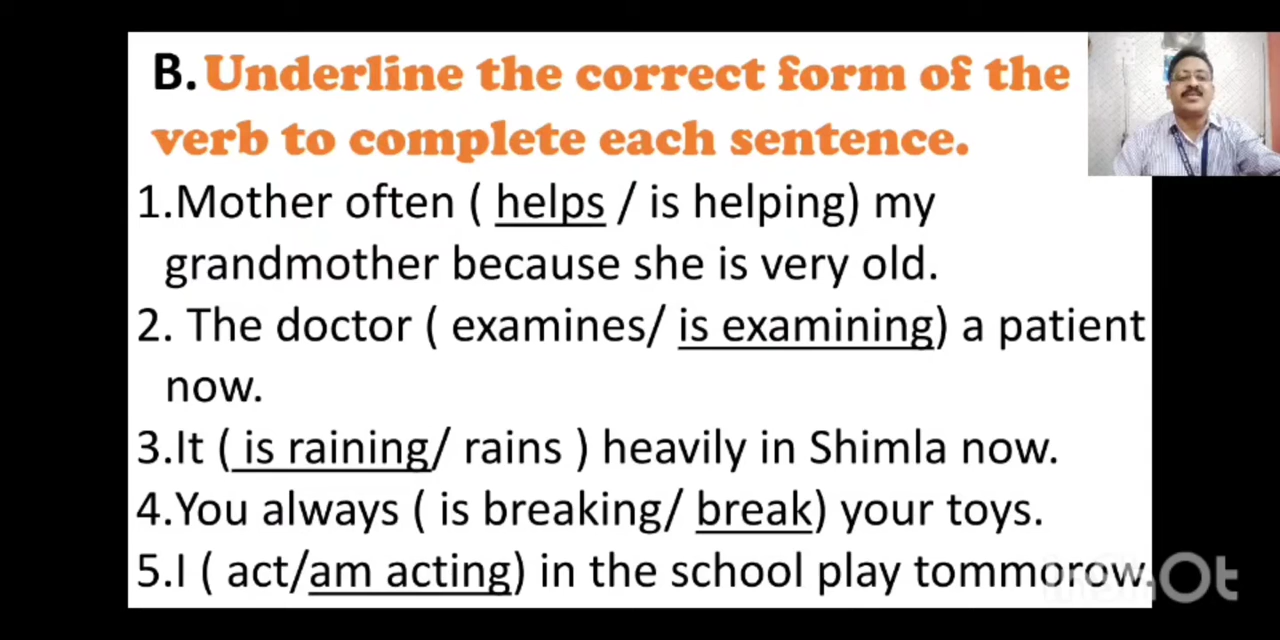 B. Underline the correct form of the
verb to complete each sentence.
1.Mother often ( helps / is helping) my
grandmother because she is very old.
2. The doctor ( examines/ is examining) a patient
now.
3.It ( is raining/ rains ) heavily in Shimla now.
4.You always ( is breaking/ break) your toys.
5.I ( act/am acting) in the school play tommorow.